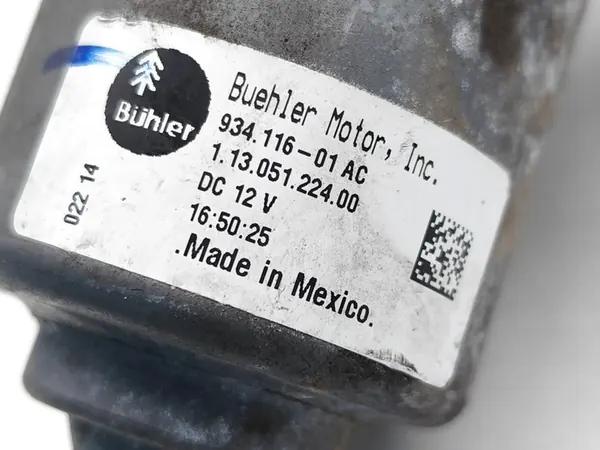 Bühler
Buehler Motor, Inc.
934.116-01 AC
1.13.051.224.00
DC 12 V
16:50:25
.Made in Mexico.
022 14